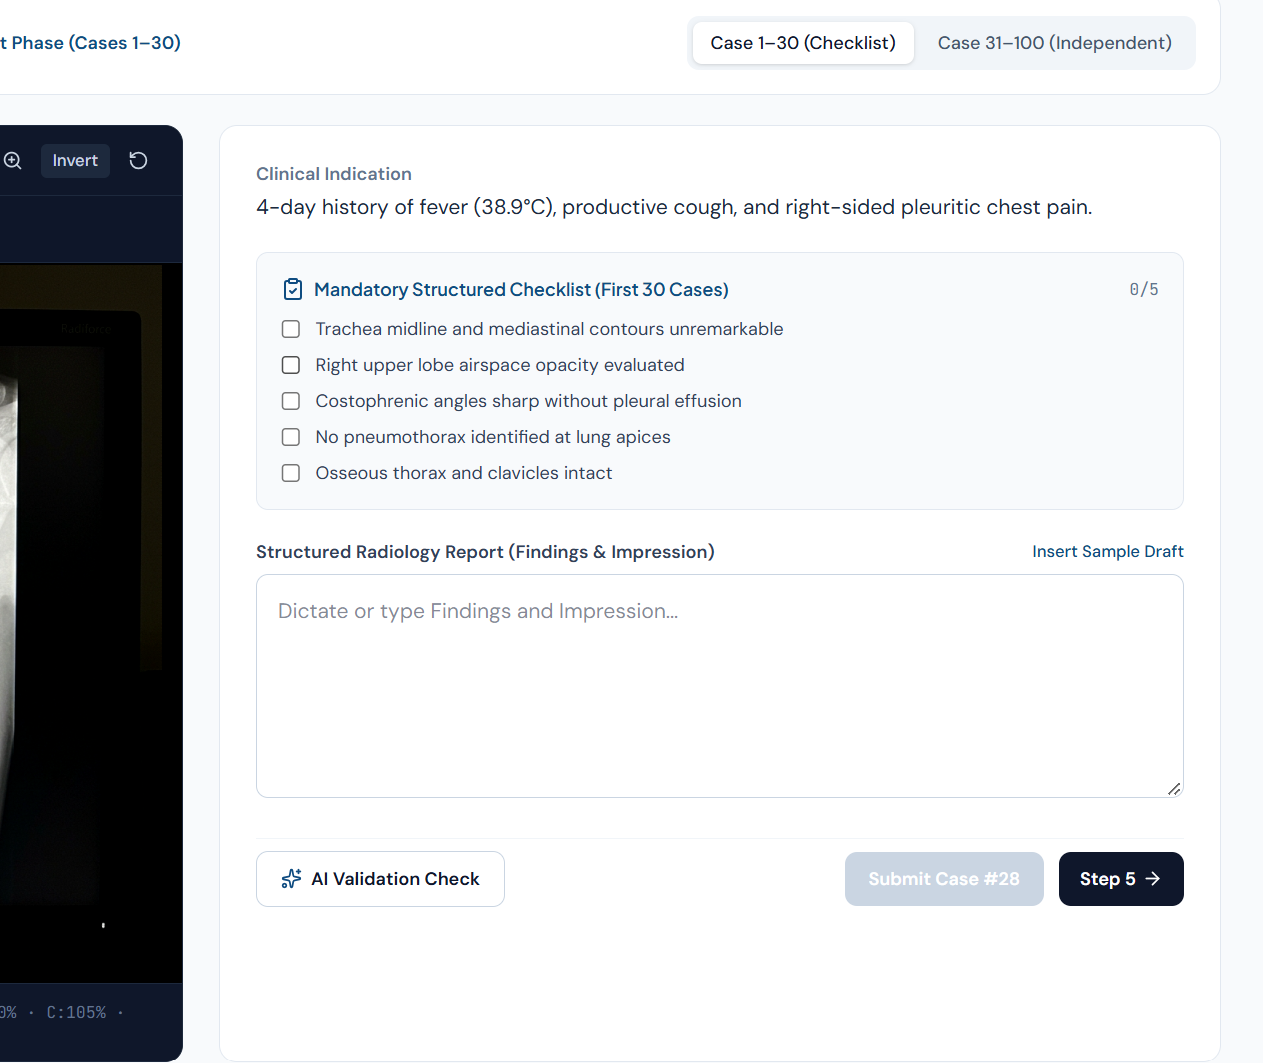 t Phase (Cases 1–30)
Case 1–30 (Checklist)
Case 31–100 (Independent)
Invert
Clinical Indication
4-day history of fever (38.9°C), productive cough, and right-sided pleuritic chest pain.
Mandatory Structured Checklist (First 30 Cases)
0/5
Trachea midline and mediastinal contours unremarkable
Right upper lobe airspace opacity evaluated
Costophrenic angles sharp without pleural effusion
No pneumothorax identified at lung apices
Osseous thorax and clavicles intact
Radiforce
Structured Radiology Report (Findings & Impression)
Insert Sample Draft
Dictate or type Findings and Impression...
AI Validation Check
Submit Case #28
Step 5 →
0% · C:105% ·